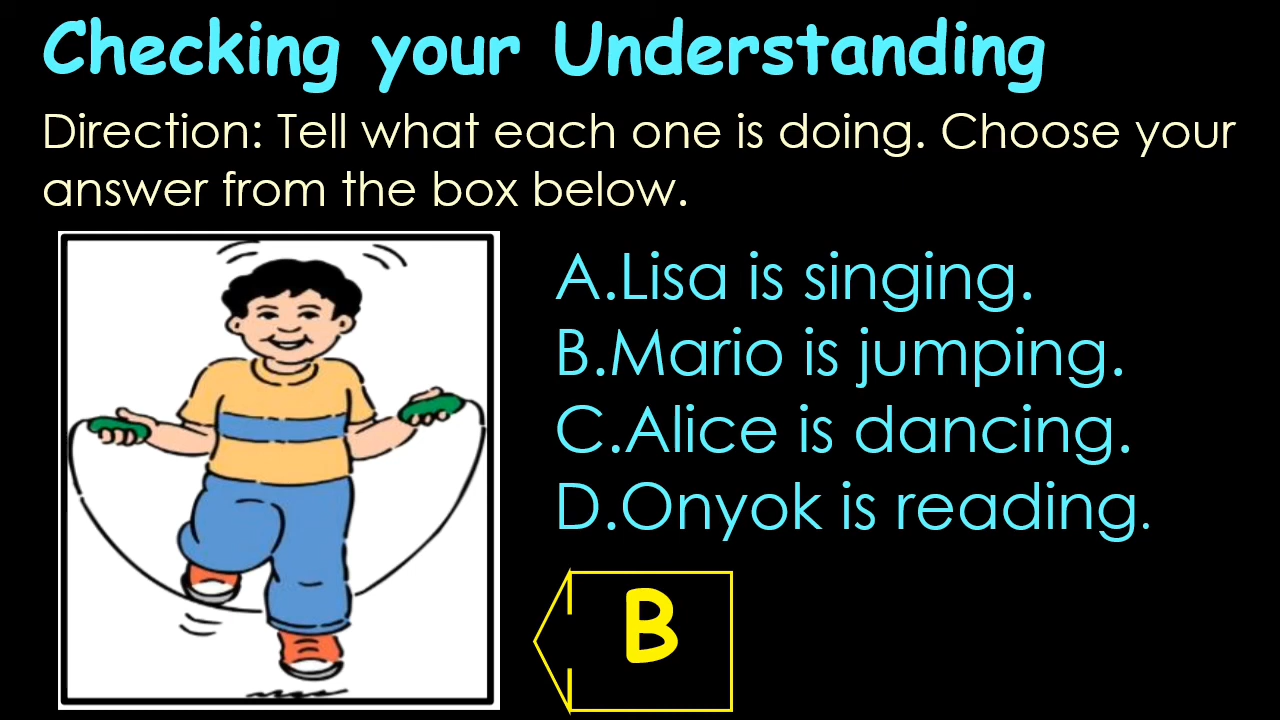 Checking your Understanding
Direction: Tell what each one is doing. Choose your
answer from the box below.
A.Lisa is singing.
B.Mario is jumping.
C.Alice is dancing.
D.Onyok is reading.
B